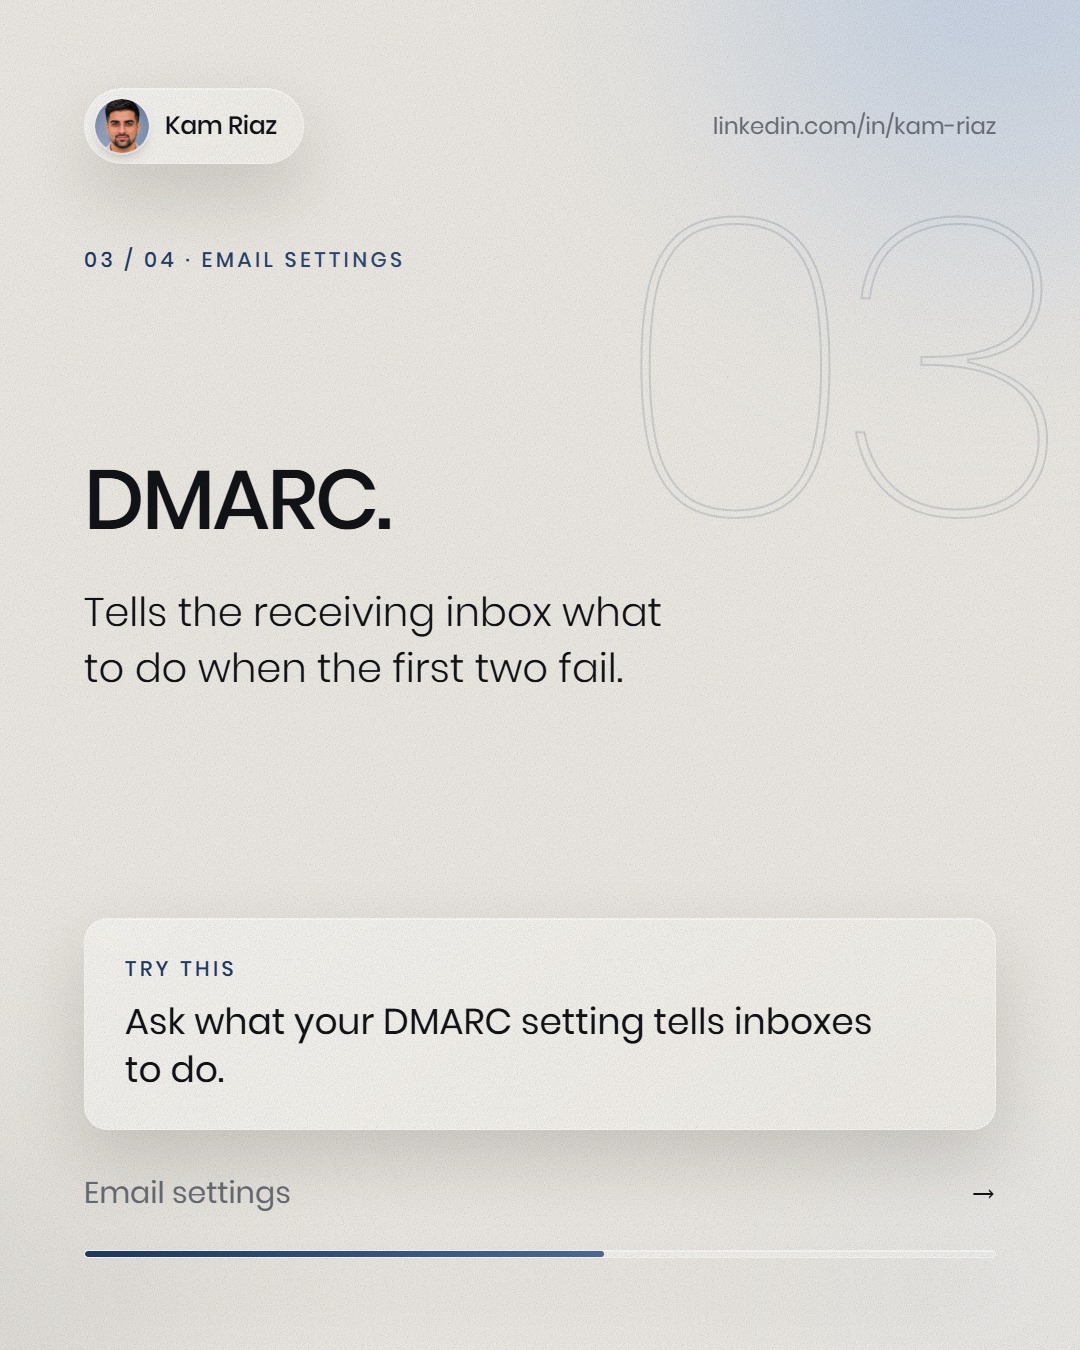 Kam Riaz
linkedin.com/in/kam-riaz
03 / 04 · EMAIL SETTINGS
03
DMARC.
Tells the receiving inbox what
to do when the first two fail.
TRY THIS
Ask what your DMARC setting tells inboxes
to do.
Email settings
→